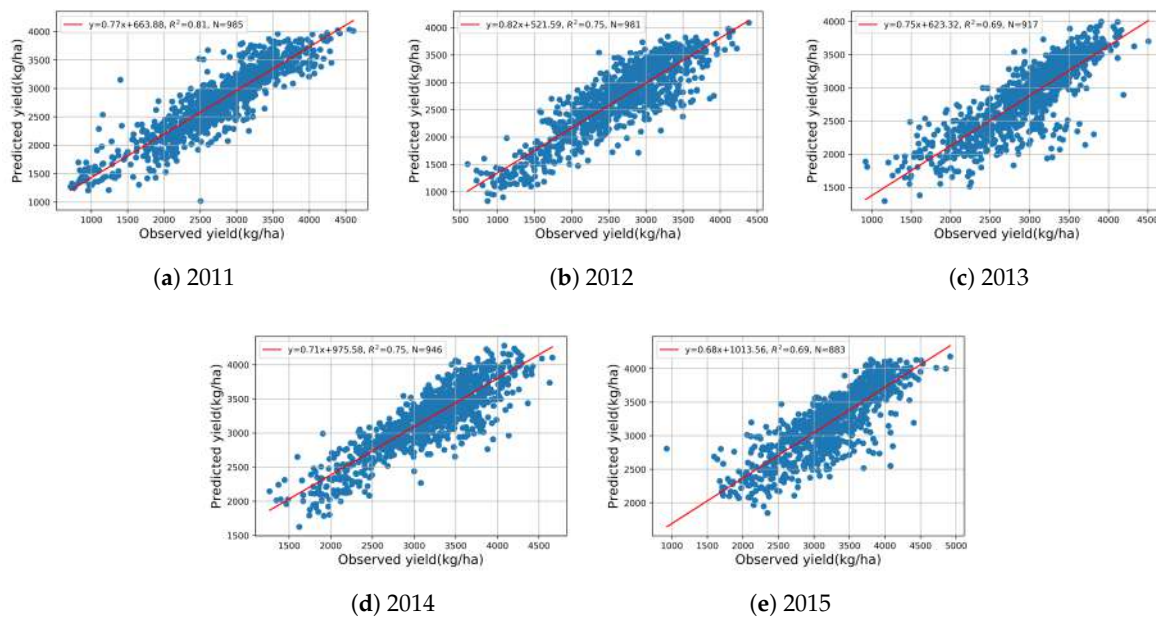 y=0.77x+663.88, R²=0.81, N=985
4000
3500
3000
2500
2000
1500
1000
Predicted yield(kg/ha)
1000 1500 2000 2500 3000 3500 4000 4500
Observed yield(kg/ha)
(a) 2011
y=0.82x+521.59, R²=0.75, N=981
4000
3500
3000
2500
2000
1500
1000
Predicted yield(kg/ha)
500 1000 1500 2000 2500 3000 3500 4000 4500
Observed yield(kg/ha)
(b) 2012
y=0.75x+623.32, R²=0.69, N=917
4000
3500
3000
2500
2000
1500
Predicted yield(kg/ha)
1000 1500 2000 2500 3000 3500 4000 4500
Observed yield(kg/ha)
(c) 2013
y=0.71x+975.58, R²=0.75, N=946
4000
3500
3000
2500
2000
1500
Predicted yield(kg/ha)
1500 2000 2500 3000 3500 4000 4500
Observed yield(kg/ha)
(d) 2014
y=0.68x+1013.56, R²=0.69, N=883
4000
3500
3000
2500
2000
Predicted yield(kg/ha)
1000 1500 2000 2500 3000 3500 4000 4500 5000
Observed yield(kg/ha)
(e) 2015